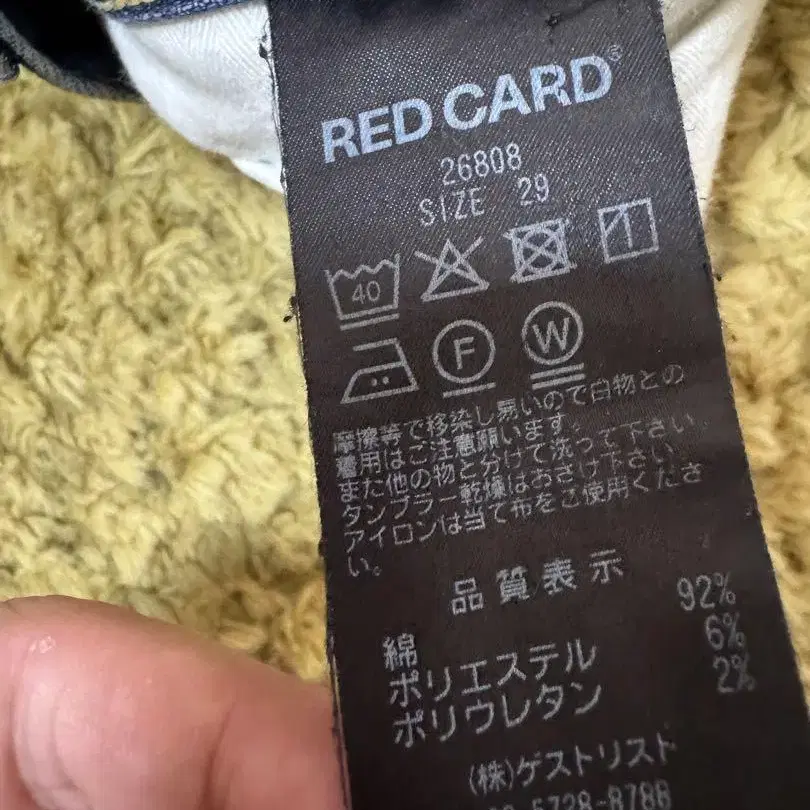 RED CARD®
26808
SIZE 29
40
F W
摩擦等で移染し易いので白物との
着用はご注意願います。
また他の物と分けて洗って下さい
タンブラー乾燥はおさけ下さい
アイロンは当て布をご使用くださ
い。
品質表示
綿 92%
ポリエステル 6%
ポリウレタン 2%
(株)ゲストリスト
5728-8788